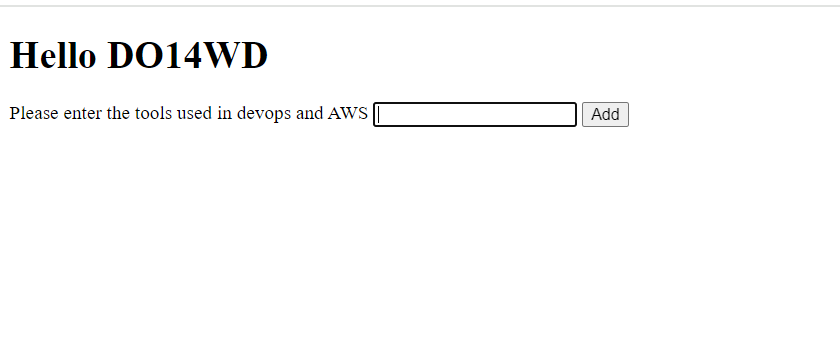 Hello DO14WD
Please enter the tools used in devops and AWS Add